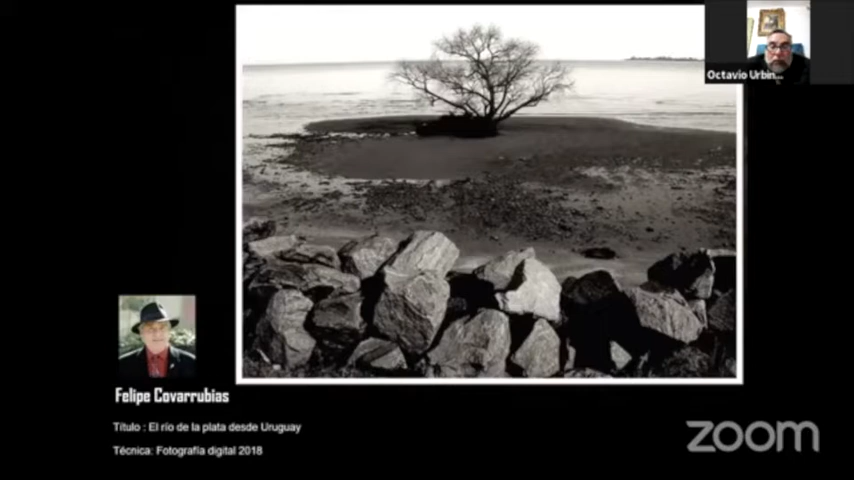 Octavio Urbin...
Felipe Covarrubias
Título : El río de la plata desde Uruguay
Técnica: Fotografía digital 2018
zoom